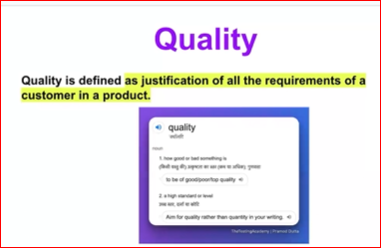 Quality
Quality is defined as justification of all the requirements of a
customer in a product.
quality
noun
1. how good or bad something is
to be of good/poor/top quality
2. a high standard or level
Aim for quality rather than quantity in your writing.